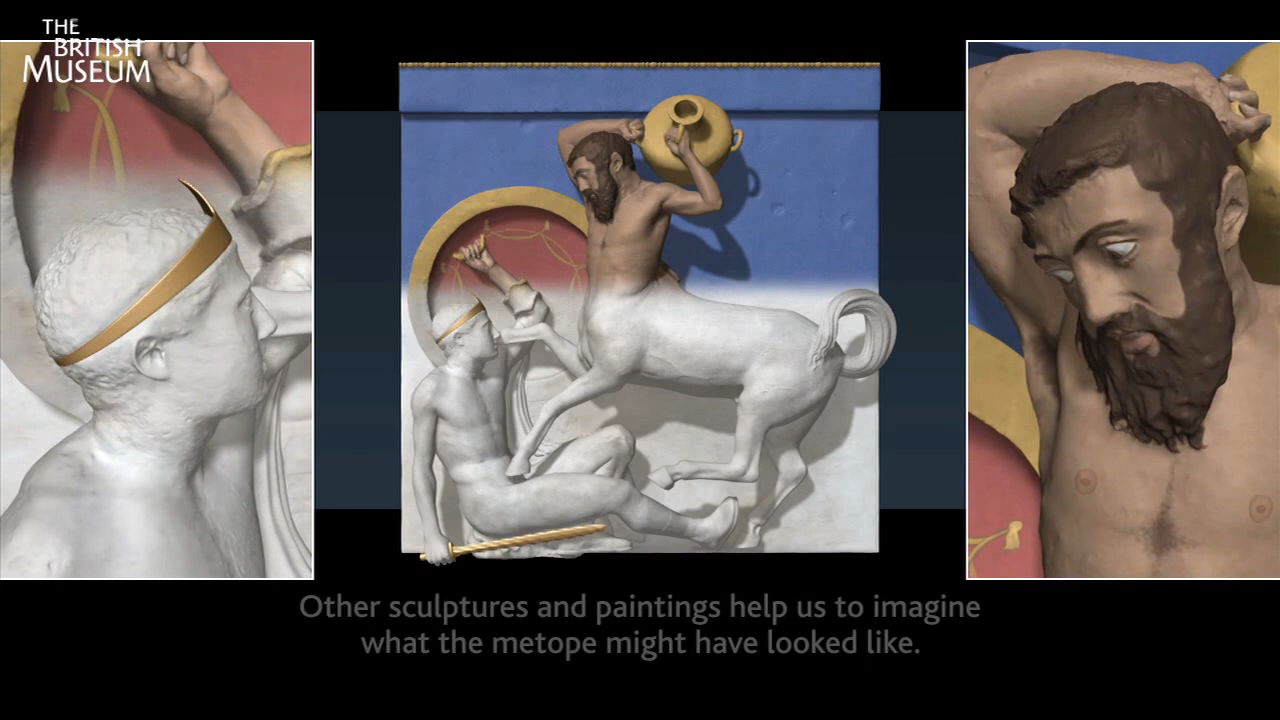 THE
BRITISH
MUSEUM
Other sculptures and paintings help us to imagine
what the metope might have looked like.